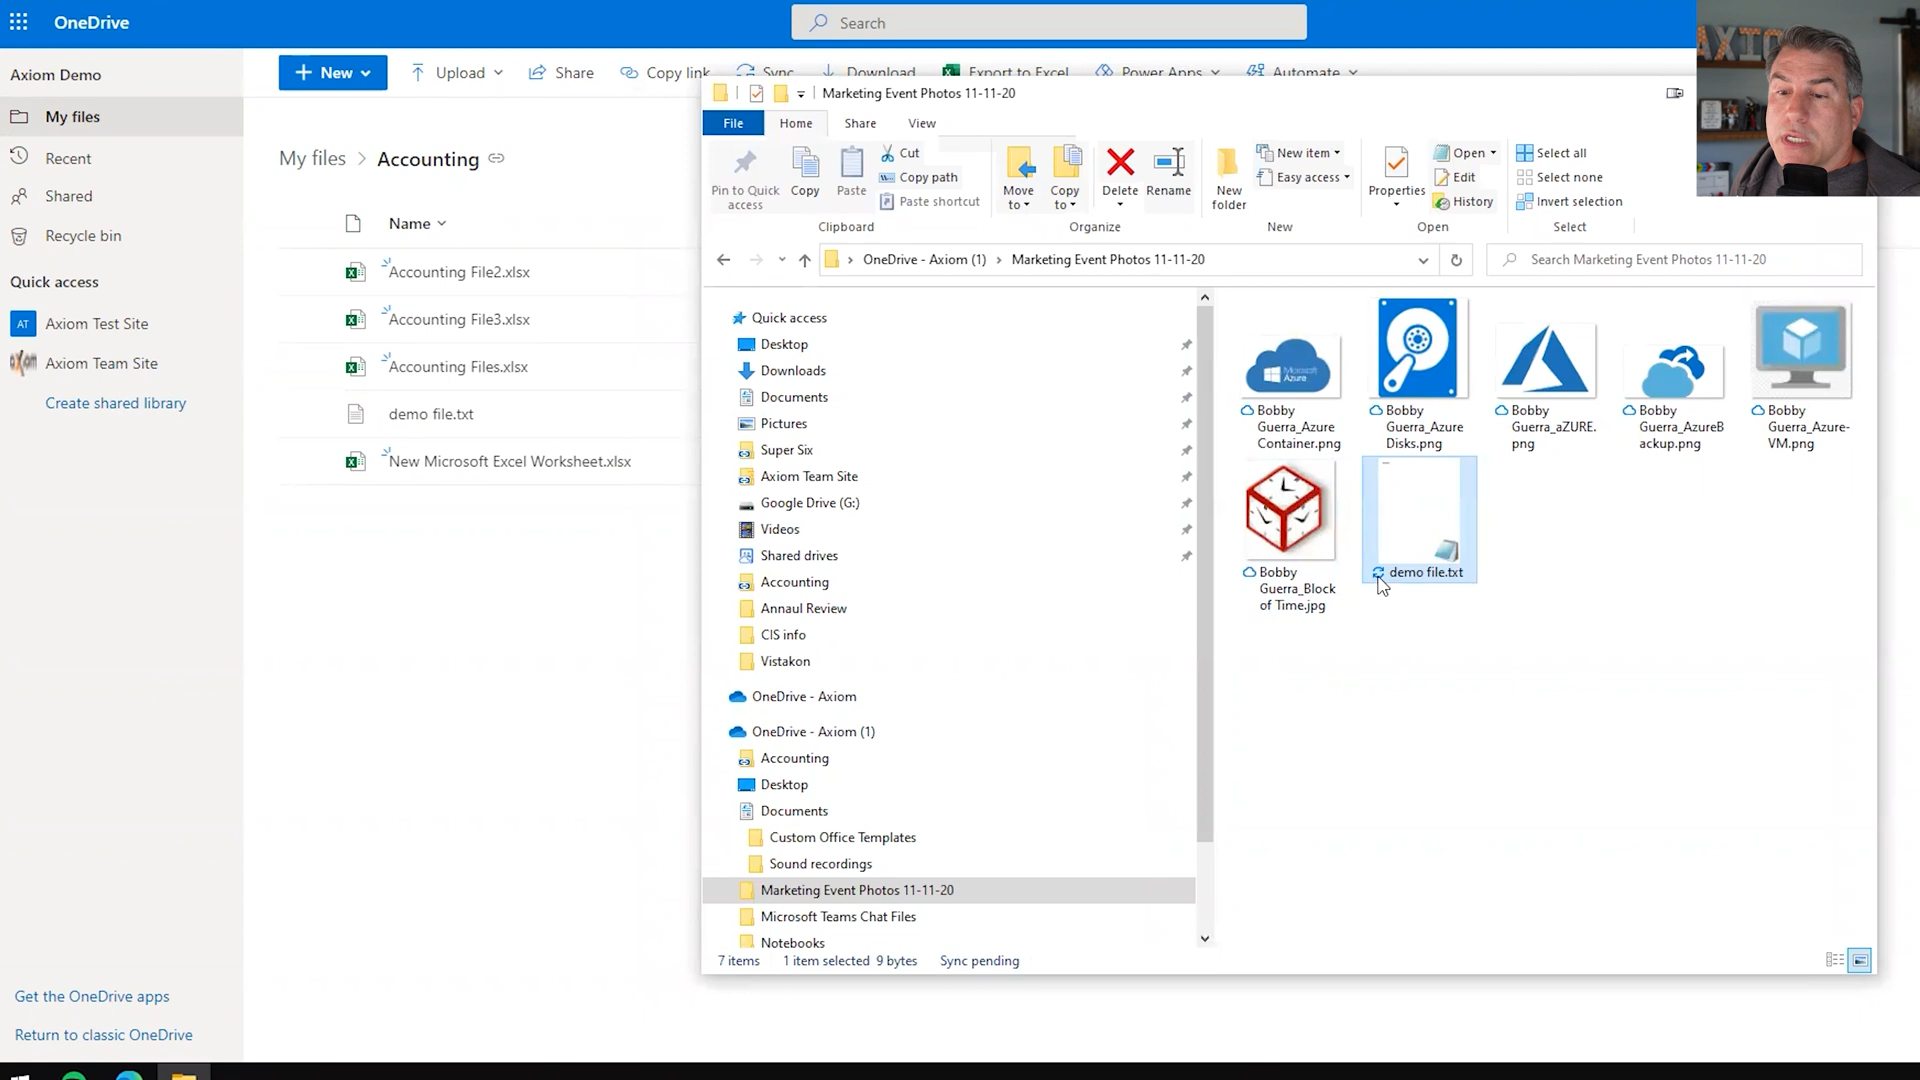 OneDrive
Search
Axiom Demo
My files
Recent
Shared
Recycle bin
Quick access
AT Axiom Test Site
Axiom Team Site
Create shared library
Get the OneDrive apps
Return to classic OneDrive
New
Upload
Share
Copy link
Sync
Download
Export to Excel
Power Apps
Automate
My files > Accounting
Name
Accounting File2.xlsx
Accounting File3.xlsx
Accounting Files.xlsx
demo file.txt
New Microsoft Excel Worksheet.xlsx
Marketing Event Photos 11-11-20
File
Home
Share
View
Pin to Quick
access
Copy
Paste
Cut
Copy path
Paste shortcut
Clipboard
Move
to
Copy
to
Delete
Rename
Organize
New
folder
New item
Easy access
New
Properties
Open
Edit
History
Open
Select all
Select none
Invert selection
Select
OneDrive - Axiom (1) > Marketing Event Photos 11-11-20
Search Marketing Event Photos 11-11-20
Quick access
Desktop
Downloads
Documents
Pictures
Super Six
Axiom Team Site
Google Drive (G:)
Videos
Shared drives
Accounting
Annaul Review
CIS info
Vistakon
OneDrive - Axiom
OneDrive - Axiom (1)
Accounting
Desktop
Documents
Custom Office Templates
Sound recordings
Marketing Event Photos 11-11-20
Microsoft Teams Chat Files
Notebooks
Microsoft
Azure
Bobby
Guerra_Azure
Container.png
Bobby
Guerra_Azure
Disks.png
Bobby
Guerra_aZURE.
png
Bobby
Guerra_AzureB
ackup.png
Bobby
Guerra_Azure-
VM.png
Bobby
Guerra_Block
of Time.jpg
demo file.txt
7 items
1 item selected 9 bytes
Sync pending